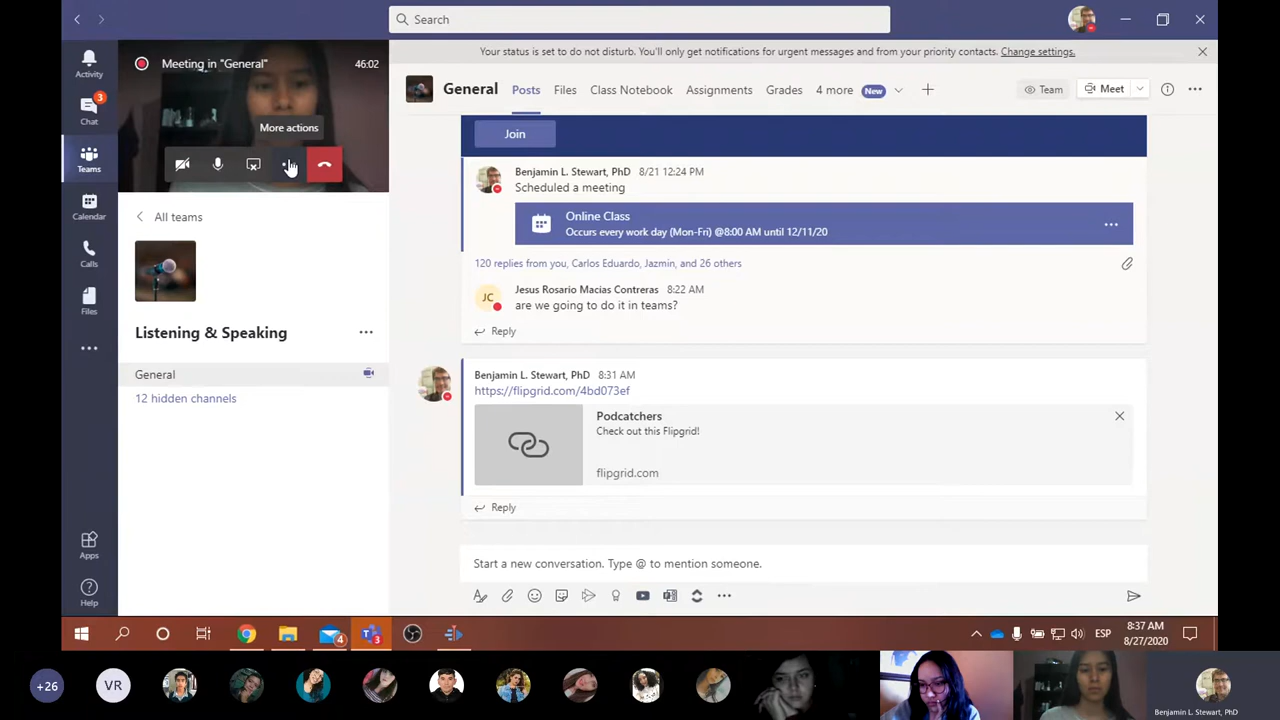 Search
Your status is set to do not disturb. You'll only get notifications for urgent messages and from your priority contacts. Change settings.
Activity
Chat
3
Teams
Calendar
Calls
Files
Apps
Help
Meeting in "General"
46:02
More actions
All teams
Listening & Speaking
General
12 hidden channels
General
Posts
Files
Class Notebook
Assignments
Grades
4 more
New
Team
Meet
Join
Benjamin L. Stewart, PhD 8/21 12:24 PM
Scheduled a meeting
Online Class
Occurs every work day (Mon-Fri) @8:00 AM until 12/11/20
120 replies from you, Carlos Eduardo, Jazmin, and 26 others
JC
Jesus Rosario Macias Contreras 8:22 AM
are we going to do it in teams?
Reply
Benjamin L. Stewart, PhD 8:31 AM
https://flipgrid.com/4bd073ef
Podcatchers
Check out this Flipgrid!
flipgrid.com
Reply
Start a new conversation. Type @ to mention someone.
4
3
ESP
8:37 AM
8/27/2020
+26
VR
Benjamin L. Stewart, PhD